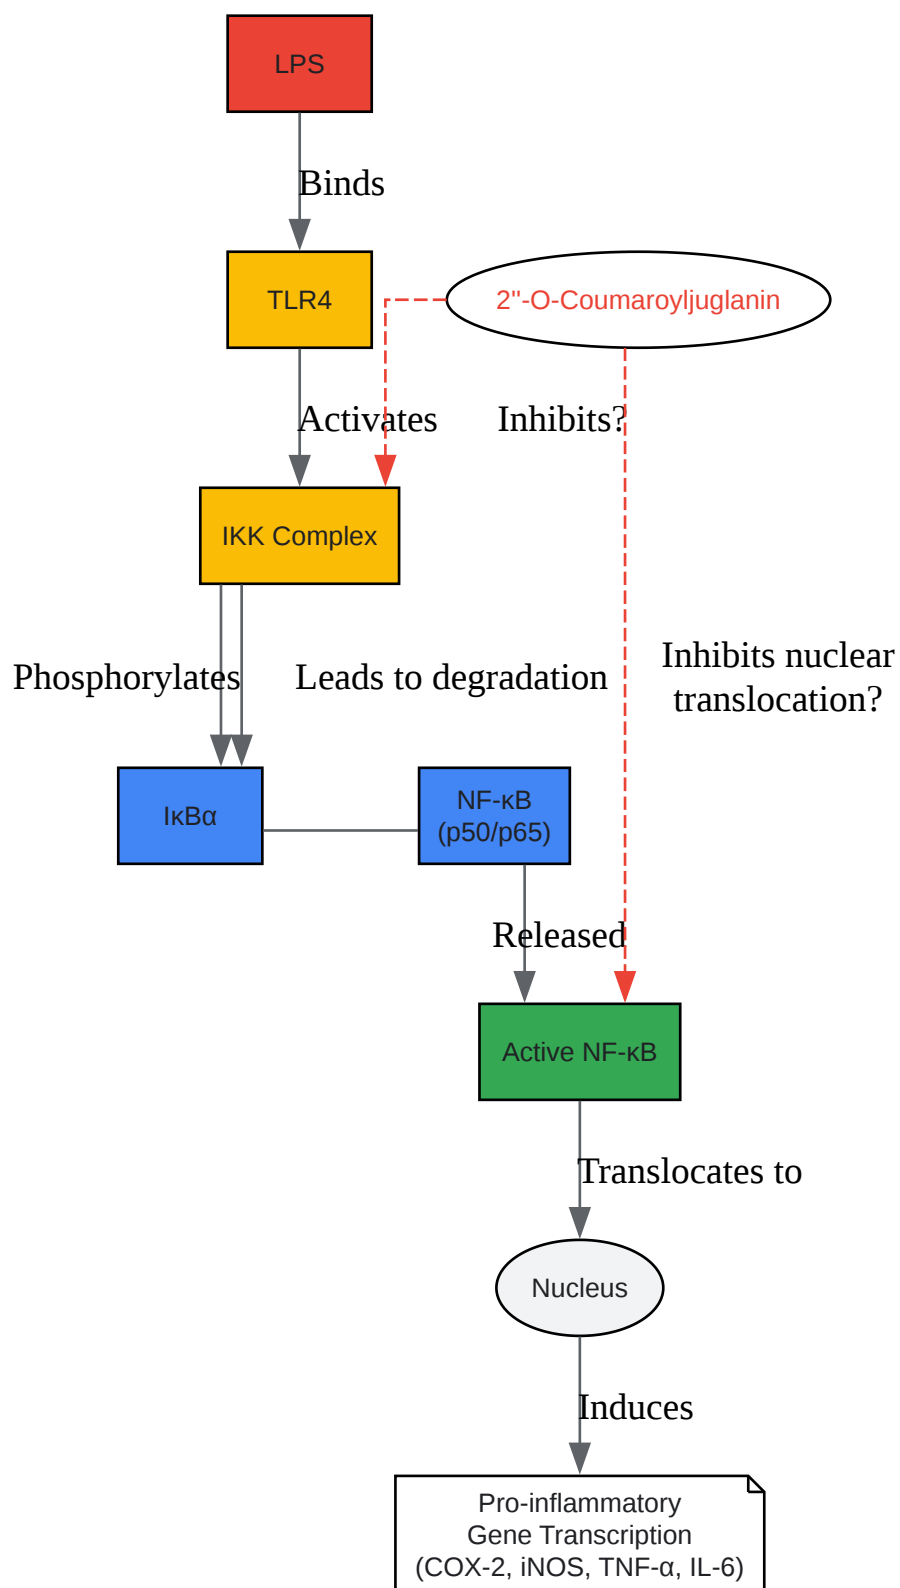 LPS
Binds
TLR4
2''-O-Coumaroyljuglanin
Activates
Inhibits?
IKK Complex
Phosphorylates
Leads to degradation
Inhibits nuclear
translocation?
IκBα
NF-κB
(p50/p65)
Released
Active NF-κB
Translocates to
Nucleus
Induces
Pro-inflammatory
Gene Transcription
(COX-2, iNOS, TNF-α, IL-6)